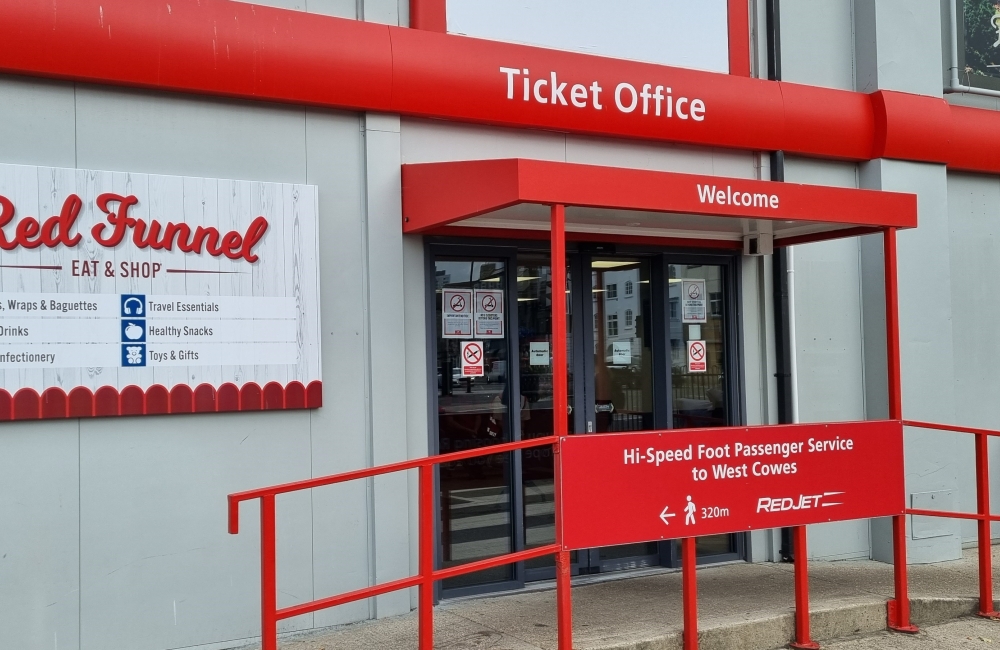 Ticket Office
Welcome
Red Funnel
EAT & SHOP
Wraps & Baguettes
Travel Essentials
Drinks
Healthy Snacks
Toys & Gifts
Hi-Speed Foot Passenger Service
to West Cowes
← 320m
REDJET